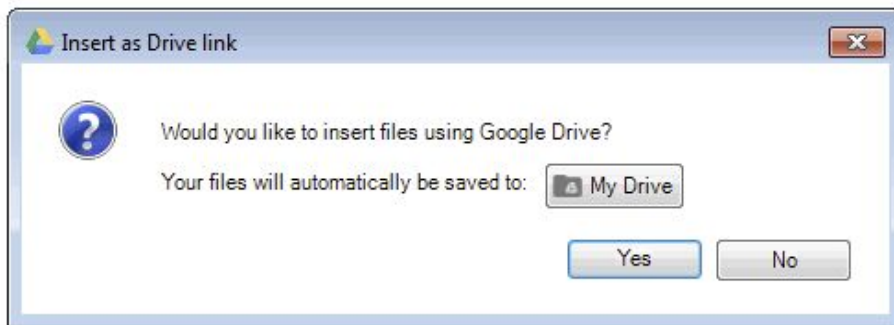 Insert as Drive link
Would you like to insert files using Google Drive?
Your files will automatically be saved to: My Drive
Yes No